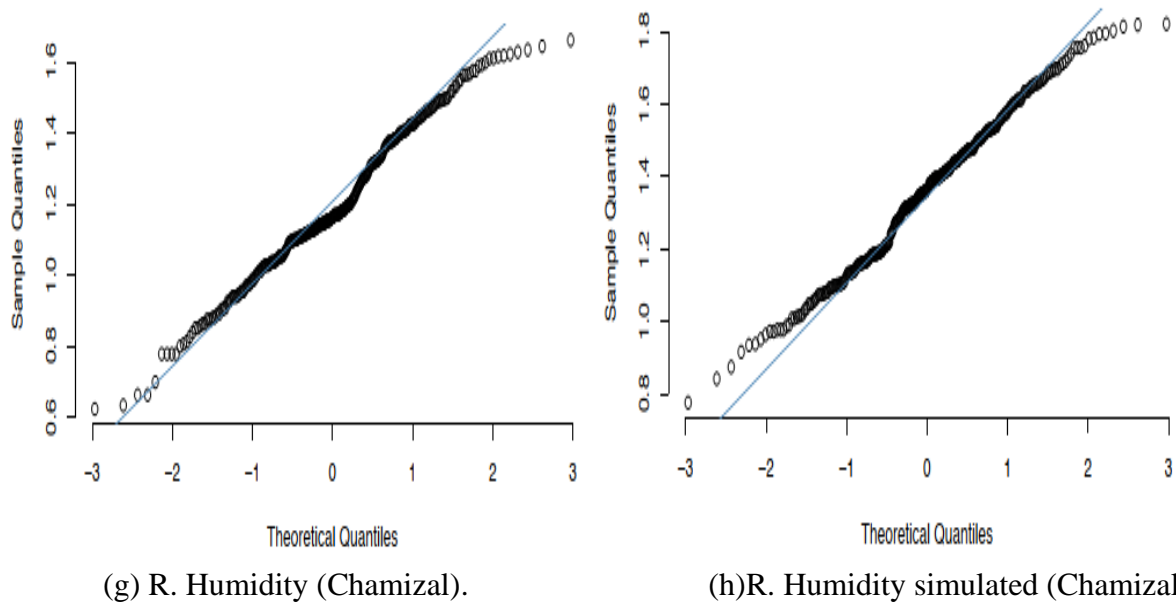 Sample Quantiles
1.6
1.4
1.2
1.0
0.8
0.6
−3 −2 −1 0 1 2 3
Theoretical Quantiles
(g) R. Humidity (Chamizal).
Sample Quantiles
1.8
1.6
1.4
1.2
1.0
0.8
−3 −2 −1 0 1 2 3
Theoretical Quantiles
(h)R. Humidity simulated (Chamizal